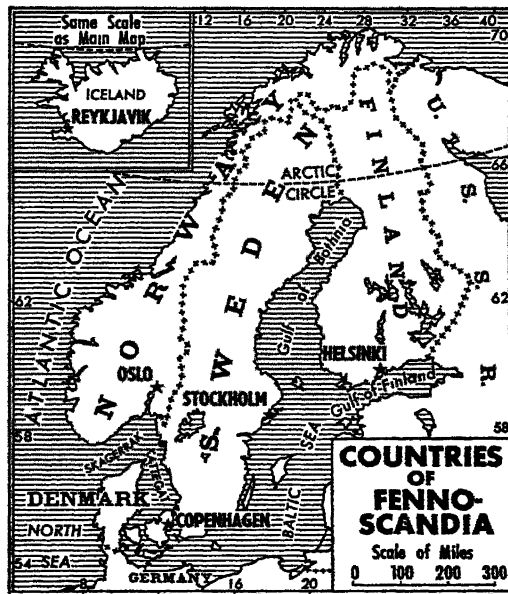 12 16 20 24 28 32 36 40
70
Same Scale
as Main Map
ICELAND
REYKJAVIK
NORWAY
SWEDEN
FINLAND
U. S. S. R.
66
ARCTIC
CIRCLE
ATLANTIC OCEAN
62
62
Gulf of Bothnia
HELSINKI
OSLO
STOCKHOLM
Gulf of Finland
58
58
SKAGERRAK
KATTEGAT
BALTIC SEA
DENMARK
COPENHAGEN
NORTH
SEA
54
GERMANY
8
16
20
COUNTRIES
OF
FENNO-
SCANDIA
Scale of Miles
0 100 200 300